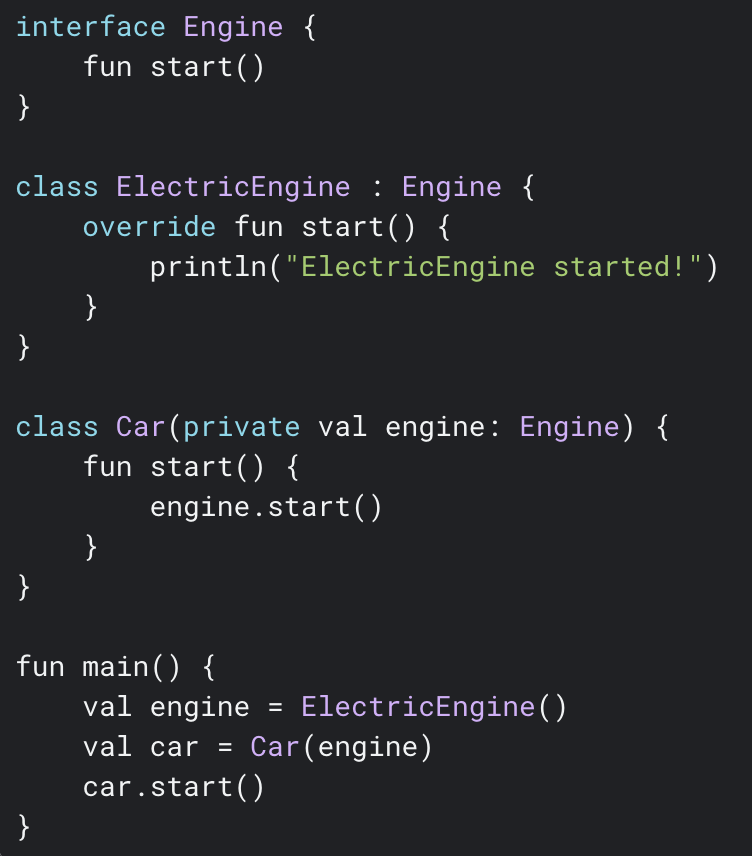 interface Engine {
    fun start()
}

class ElectricEngine : Engine {
    override fun start() {
        println("ElectricEngine started!")
    }
}

class Car(private val engine: Engine) {
    fun start() {
        engine.start()
    }
}

fun main() {
    val engine = ElectricEngine()
    val car = Car(engine)
    car.start()
}